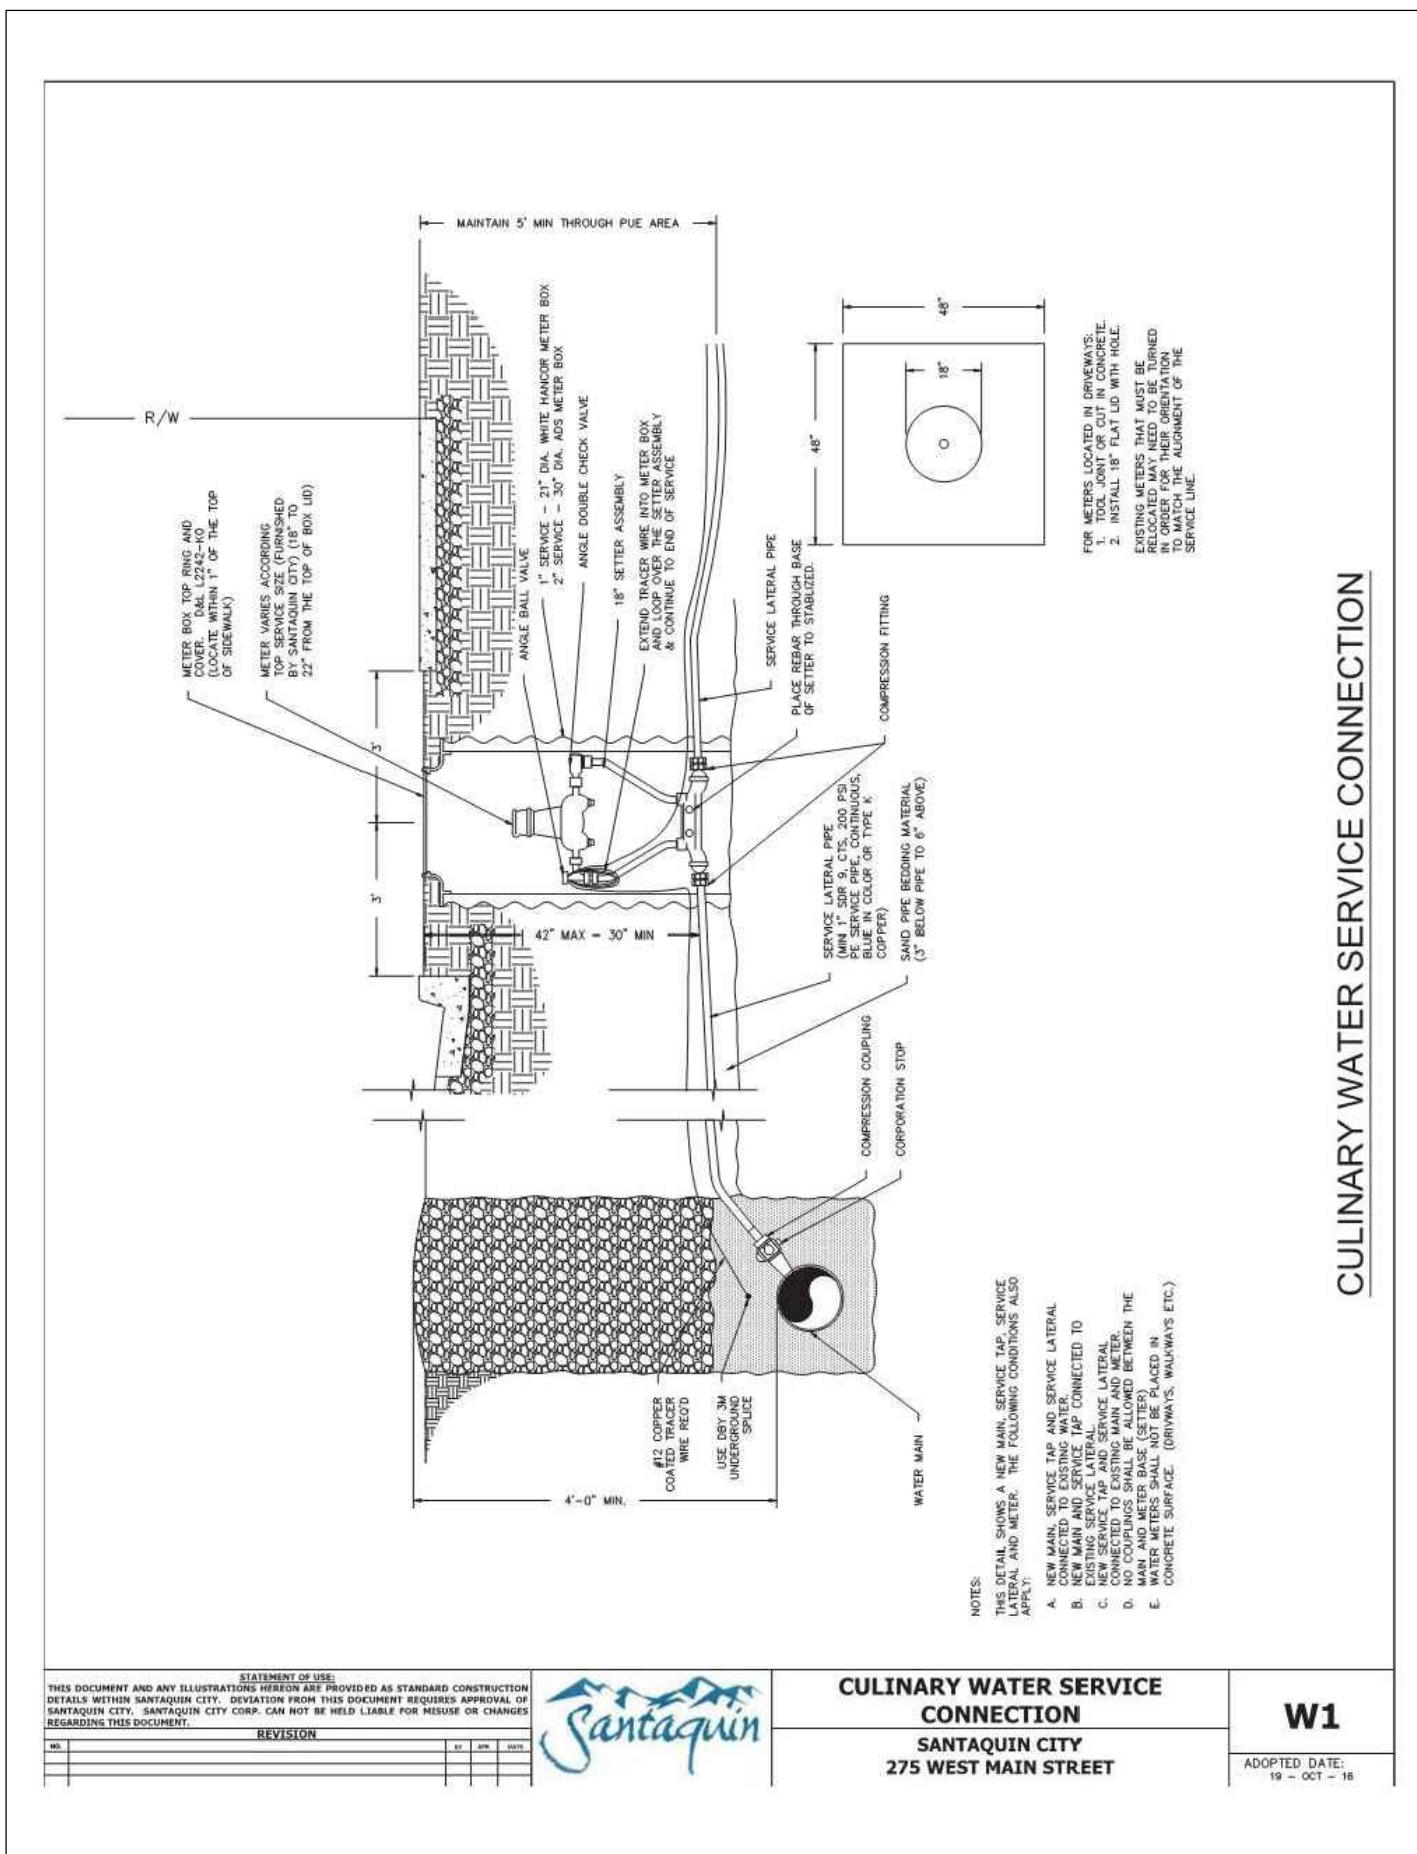 R/W
MAINTAIN 5' MIN THROUGH PUE AREA
METER BOX TOP RING AND
COVER. D&L L2242-KO
(LOCATE WITHIN 1" OF THE TOP
OF SIDEWALK)
METER VARIES ACCORDING
TOP SERVICE SIZE (FURNISHED
BY SANTAQUIN CITY) (18" TO
22" FROM THE TOP OF BOX LID)
3'
3'
ANGLE BALL VALVE
1" SERVICE - 21" DIA. WHITE HANCOR METER BOX
2" SERVICE - 30" DIA. ADS METER BOX
ANGLE DOUBLE CHECK VALVE
18" SETTER ASSEMBLY
EXTEND TRACER WIRE INTO METER BOX
AND LOOP OVER THE SETTER ASSEMBLY
& CONTINUE TO END OF SERVICE
SERVICE LATERAL PIPE
PLACE REBAR THROUGH BASE
OF SETTER TO STABLIZED.
COMPRESSION FITTING
42" MAX - 30" MIN
SERVICE LATERAL PIPE
(MIN 1" SDR 9, CTS, 200 PSI
PE SERVICE PIPE, CONTINUOUS,
BLUE IN COLOR OR TYPE K
COPPER)
SAND PIPE BEDDING MATERIAL
(3" BELOW PIPE TO 6" ABOVE)
COMPRESSION COUPLING
CORPORATION STOP
#12 COPPER
COATED TRACER
WIRE REQ'D
USE DBY 3M
UNDERGROUND
SPLICE
4'-0" MIN.
WATER MAIN
48"
48"
18"
FOR METERS LOCATED IN DRIVEWAYS:
1. TOOL JOINT OR CUT IN CONCRETE.
2. INSTALL 18" FLAT LID WITH HOLE.
EXISTING METERS THAT MUST BE
RELOCATED MAY NEED TO BE TURNED
IN ORDER FOR THEIR ORIENTATION
TO MATCH THE ALIGNMENT OF THE
SERVICE LINE.
NOTES:
THIS DETAIL SHOWS A NEW MAIN, SERVICE TAP, SERVICE
LATERAL AND METER. THE FOLLOWING CONDITIONS ALSO
APPLY:
A. NEW MAIN, SERVICE TAP AND SERVICE LATERAL
CONNECTED TO EXISTING WATER.
B. NEW MAIN AND SERVICE TAP CONNECTED TO
EXISTING SERVICE LATERAL.
C. NEW SERVICE TAP AND SERVICE LATERAL
CONNECTED TO EXISTING MAIN AND METER.
D. NO COUPLINGS SHALL BE ALLOWED BETWEEN THE
MAIN AND METER BASE (SETTER)
E. WATER METERS SHALL NOT BE PLACED IN
CONCRETE SURFACE. (DRIVWAYS, WALKWAYS ETC.)
CULINARY WATER SERVICE CONNECTION
STATEMENT OF USE:
THIS DOCUMENT AND ANY ILLUSTRATIONS HEREON ARE PROVIDED AS STANDARD CONSTRUCTION
DETAILS WITHIN SANTAQUIN CITY. DEVIATION FROM THIS DOCUMENT REQUIRES APPROVAL OF
SANTAQUIN CITY. SANTAQUIN CITY CORP. CAN NOT BE HELD LIABLE FOR MISUSE OR CHANGES
REGARDING THIS DOCUMENT.
REVISION
NO. BY APR DATE
Santaquin
CULINARY WATER SERVICE
CONNECTION
SANTAQUIN CITY
275 WEST MAIN STREET
W1
ADOPTED DATE:
19 - OCT - 16